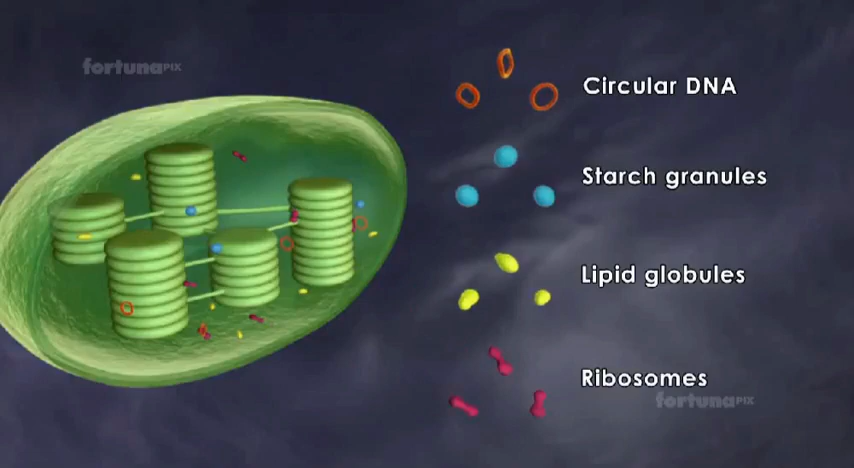 fortunaPIX
Circular DNA
Starch granules
Lipid globules
Ribosomes
fortunaPIX